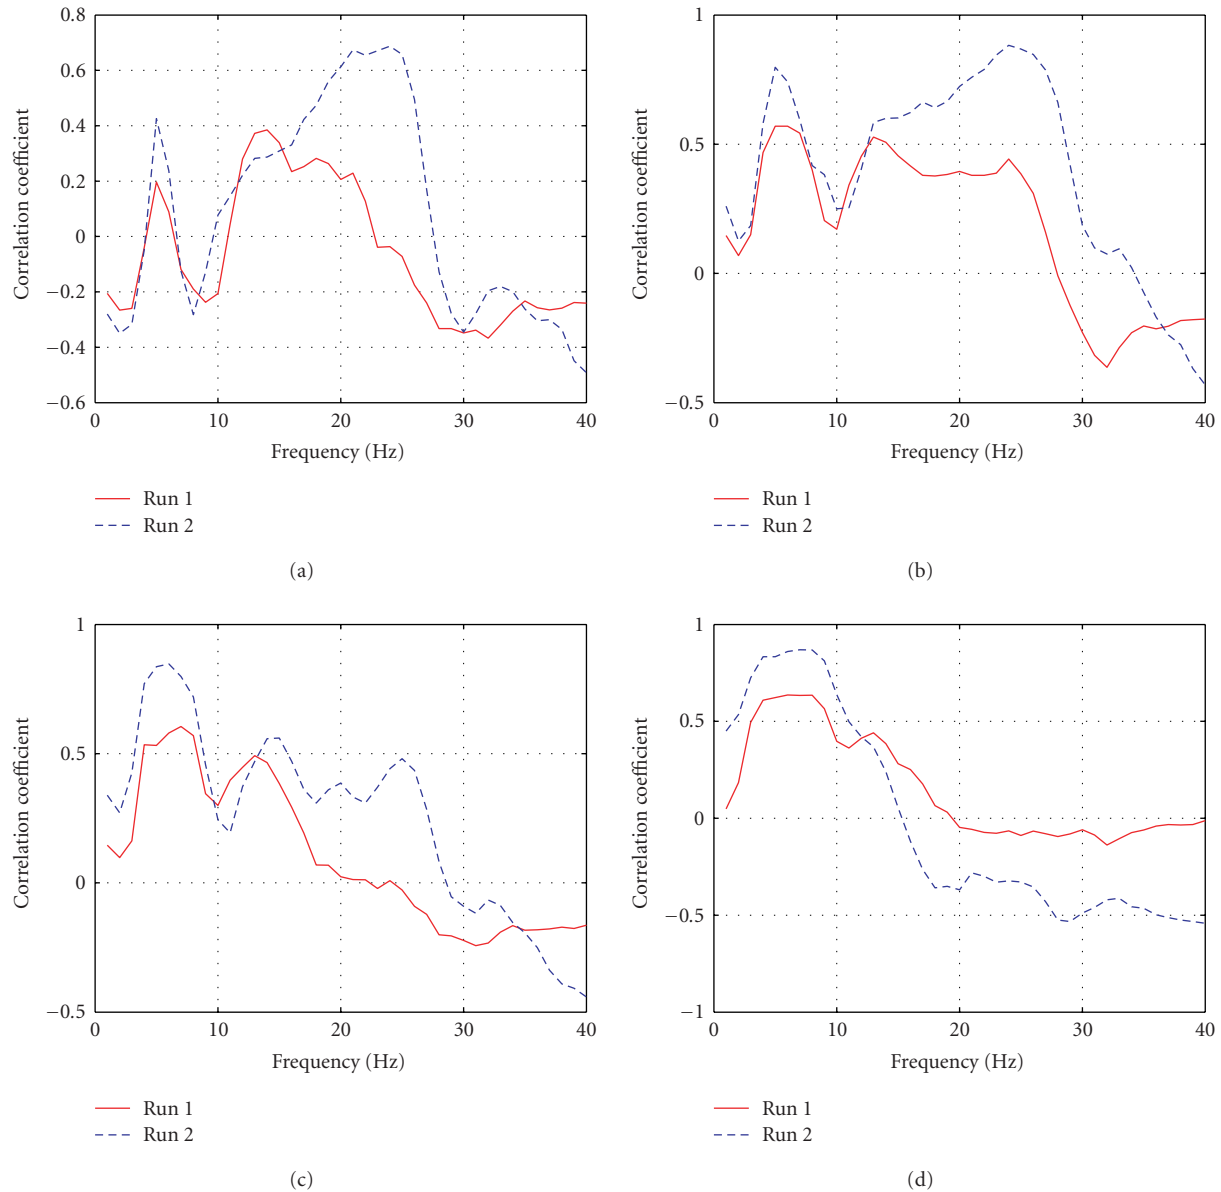 0.8
0.6
0.4
0.2
0
−0.2
−0.4
−0.6
Correlation coefficient
0 10 20 30 40
Frequency (Hz)
Run 1
Run 2
(a)
1
0.5
0
−0.5
Correlation coefficient
0 10 20 30 40
Frequency (Hz)
Run 1
Run 2
(b)
1
0.5
0
−0.5
Correlation coefficient
0 10 20 30 40
Frequency (Hz)
Run 1
Run 2
(c)
1
0.5
0
−0.5
−1
Correlation coefficient
0 10 20 30 40
Frequency (Hz)
Run 1
Run 2
(d)